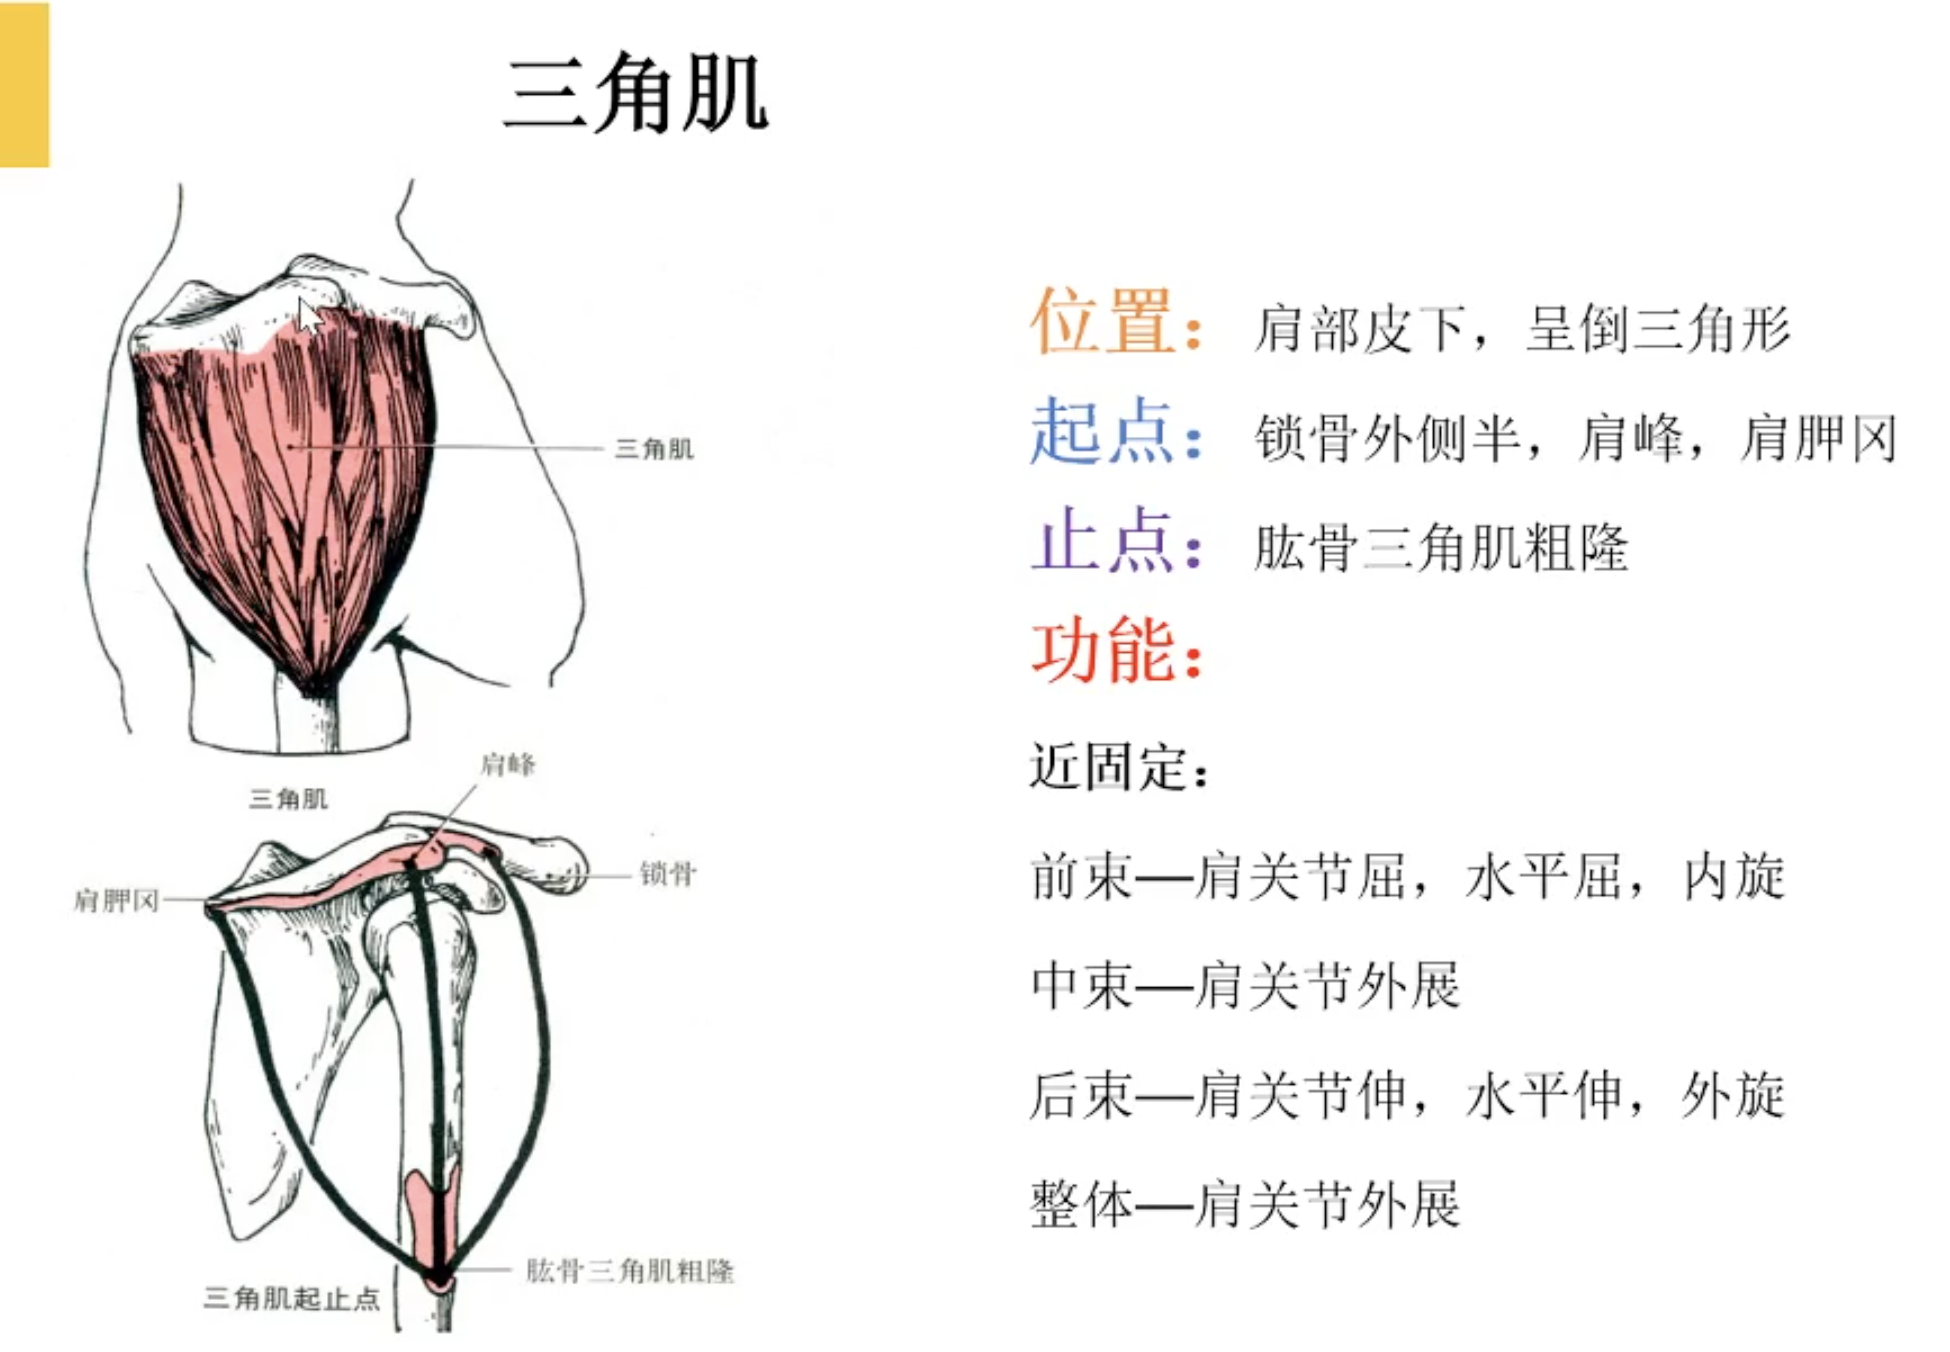 三角肌
三角肌
三角肌
肩峰
锁骨
肩胛冈
肱骨三角肌粗隆
三角肌起止点
位置：肩部皮下，呈倒三角形
起点：锁骨外侧半，肩峰，肩胛冈
止点：肱骨三角肌粗隆
功能：
近固定：
前束—肩关节屈，水平屈，内旋
中束—肩关节外展
后束—肩关节伸，水平伸，外旋
整体—肩关节外展